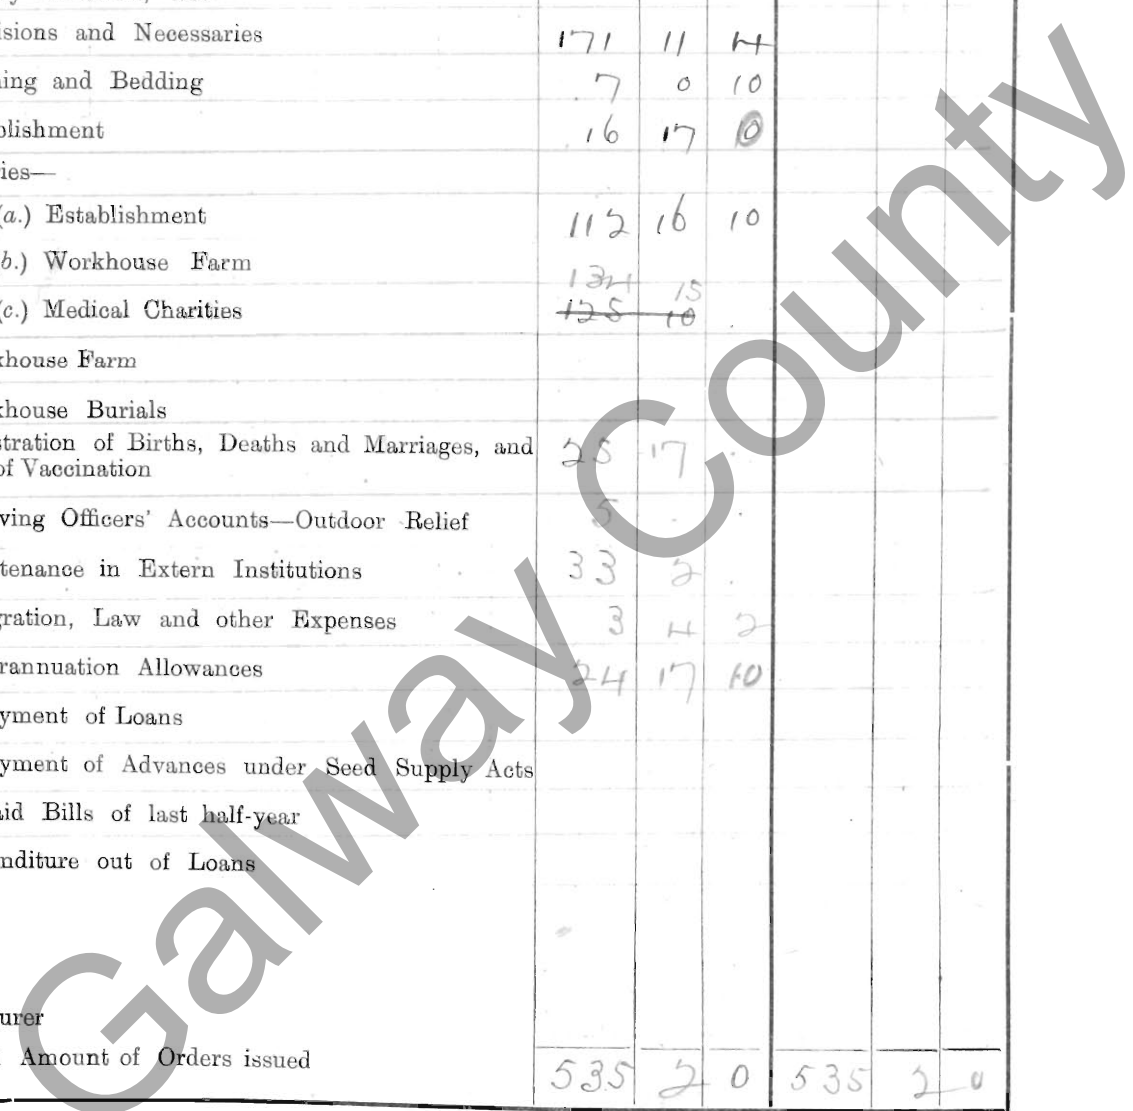 isions and Necessaries 171 11 4
ing and Bedding 7 0 10
blishment 16 17 0
ies—
(a.) Establishment 112 16 10
b.) Workhouse Farm
134 15
(c.) Medical Charities 125 10 .
khouse Farm
khouse Burials
stration of Births, Deaths and Marriages, and 25 17 .
of Vaccination
ving Officers' Accounts—Outdoor Relief 5 . .
tenance in Extern Institutions 33 2 .
gration, Law and other Expenses 3 4 2
rannuation Allowances 24 17 10
yment of Loans
yment of Advances under Seed Supply Acts
aid Bills of last half-year
nditure out of Loans
urer
Amount of Orders issued 535 2 0 535 2 0
Galway County